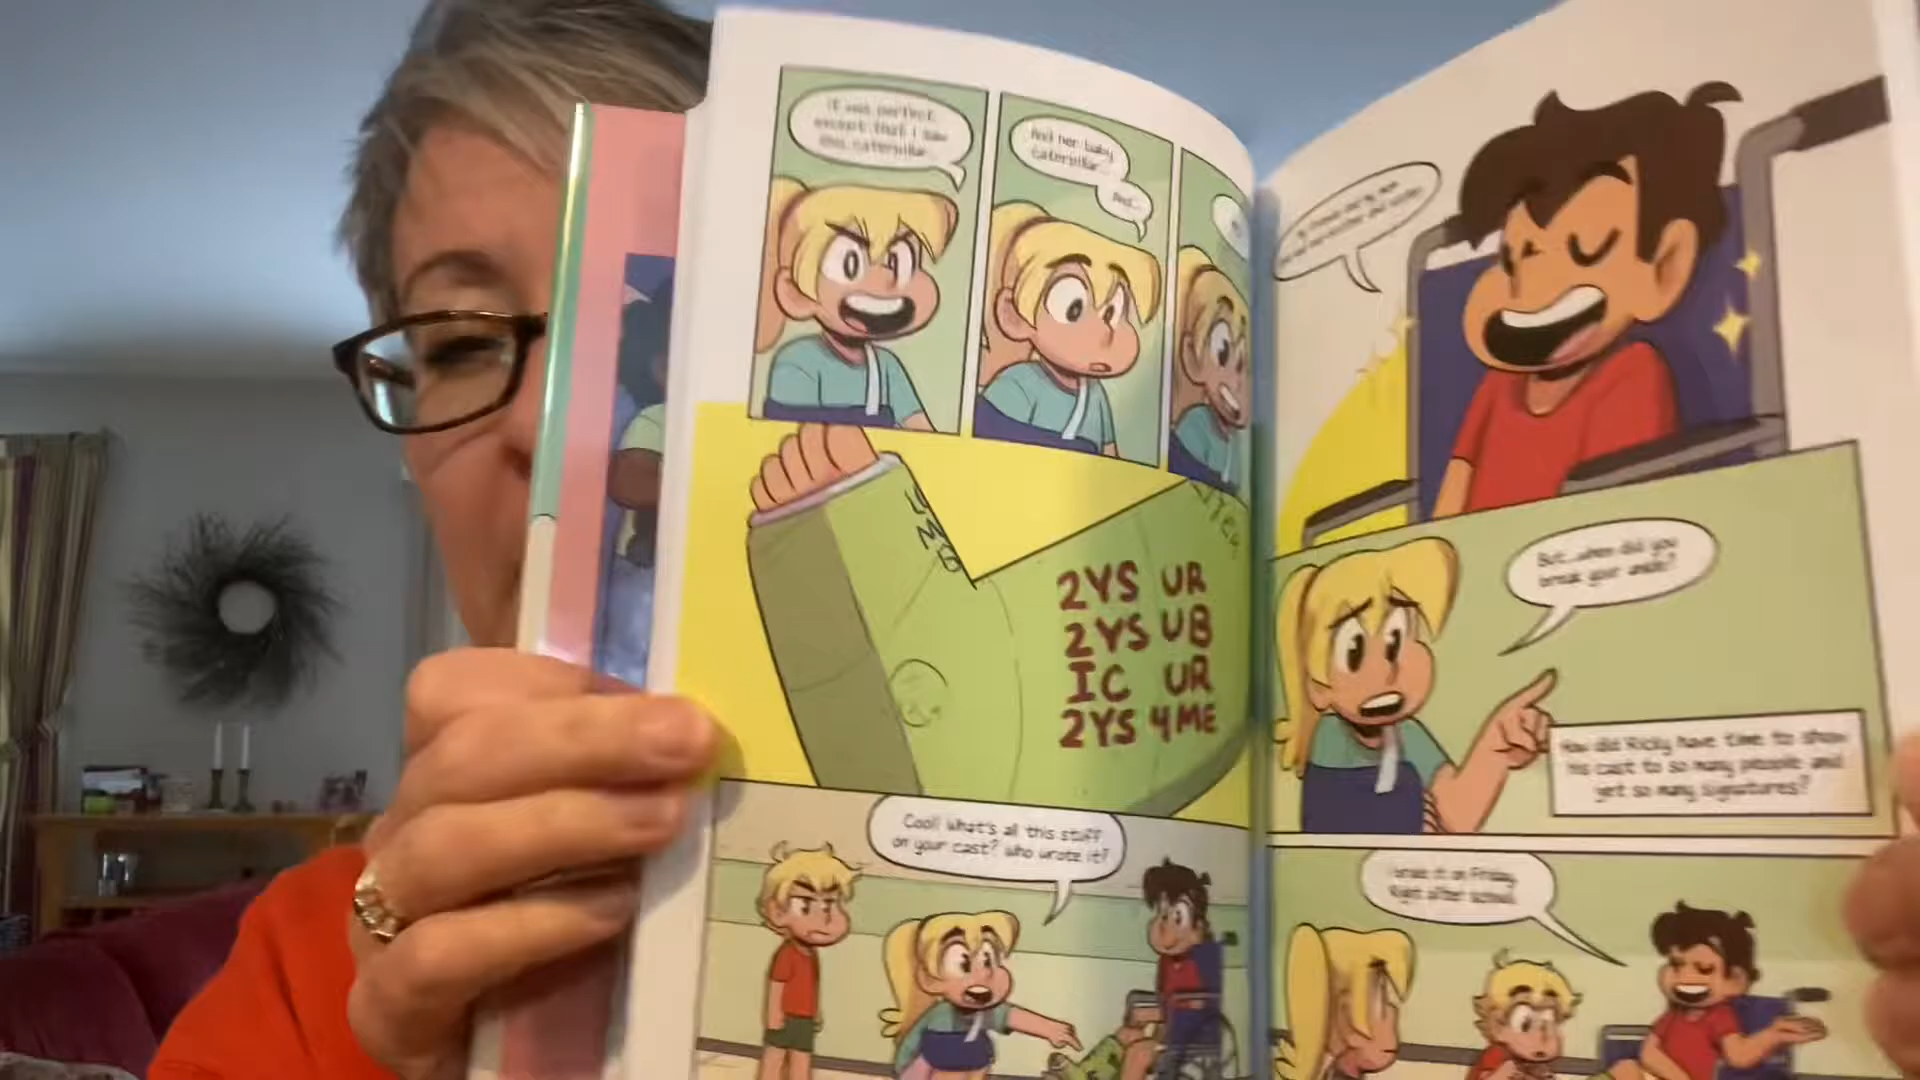 It was perfect,
except that I saw
this caterpillar...
And her baby
caterpillar...
And...
2YS UR
2YS UB
IC UR
2YS 4ME
Cool! What's all this stuff
on your cast? Who wrote it?
But...when did you
break your ankle?
How did Ricky have time to show
his cast to so many people and
get so many signatures?
I broke it on Friday.
Right after school.